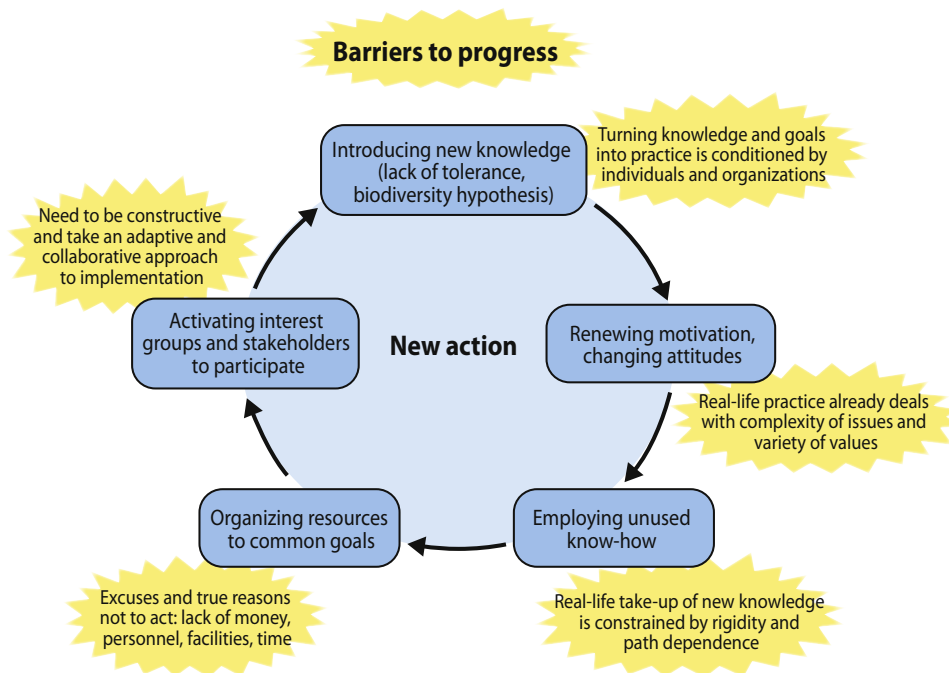 Barriers to progress
Introducing new knowledge
(lack of tolerance,
biodiversity hypothesis)
Turning knowledge and goals
into practice is conditioned by
individuals and organizations
Renewing motivation,
changing attitudes
Real-life practice already deals
with complexity of issues and
variety of values
Employing unused
know-how
Real-life take-up of new knowledge
is constrained by rigidity and
path dependence
Organizing resources
to common goals
Excuses and true reasons
not to act: lack of money,
personnel, facilities, time
Activating interest
groups and stakeholders
to participate
Need to be constructive
and take an adaptive and
collaborative approach
to implementation
New action